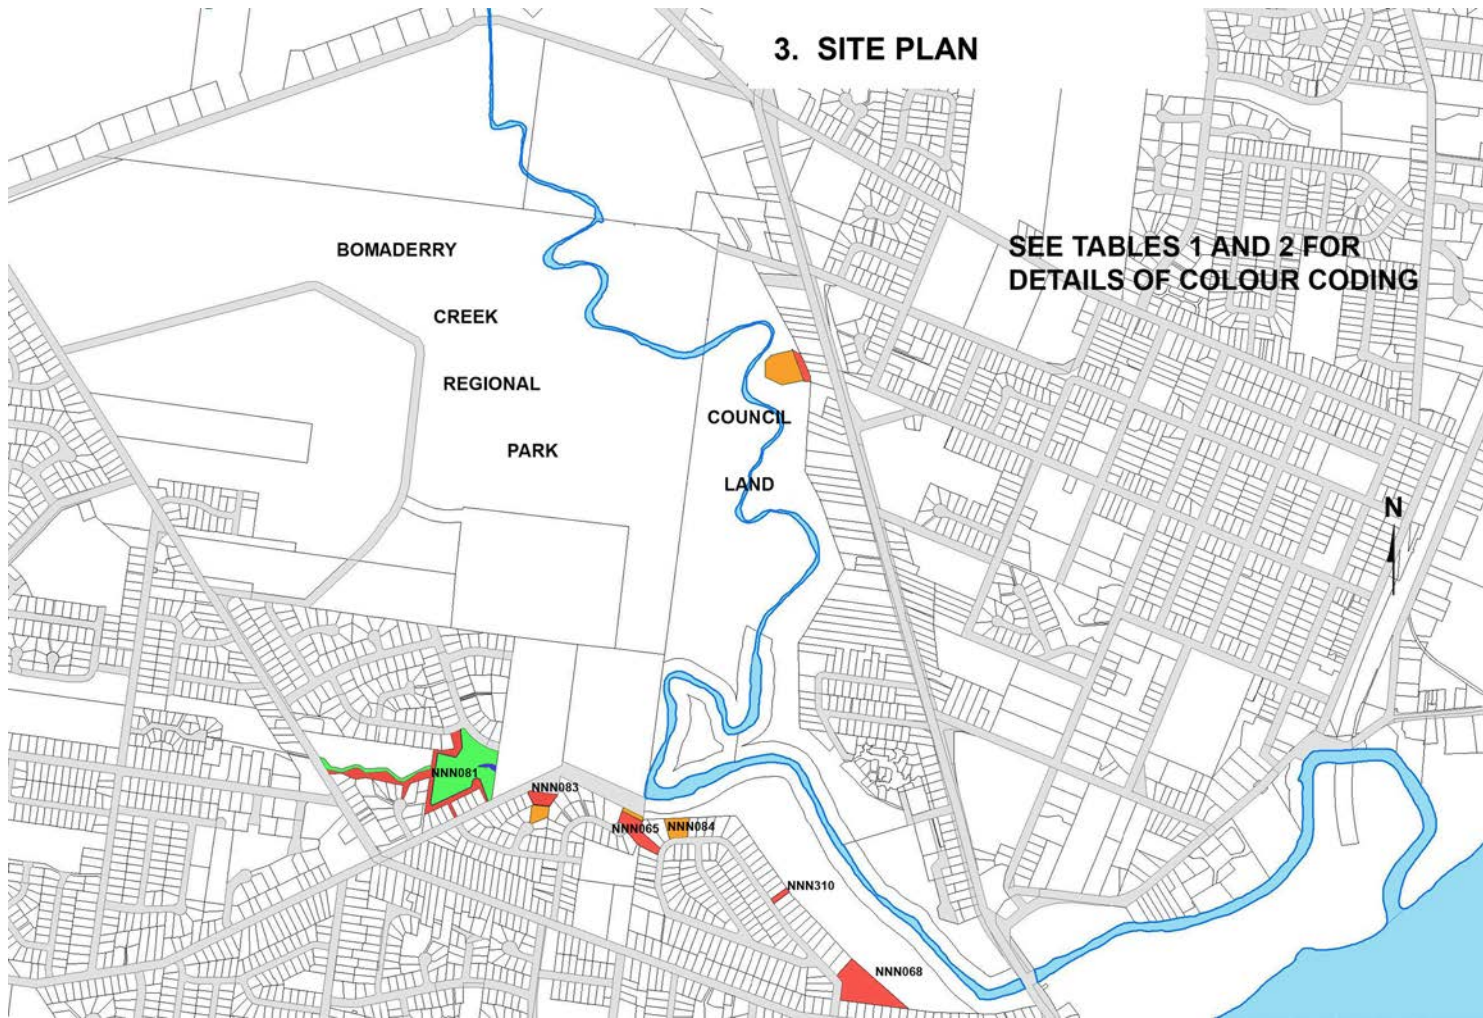 3. SITE PLAN
SEE TABLES 1 AND 2 FOR
DETAILS OF COLOUR CODING
BOMADERRY
CREEK
REGIONAL
PARK
COUNCIL
LAND
N
NNN081
NNN083
NNN065
NNN084
NNN310
NNN068